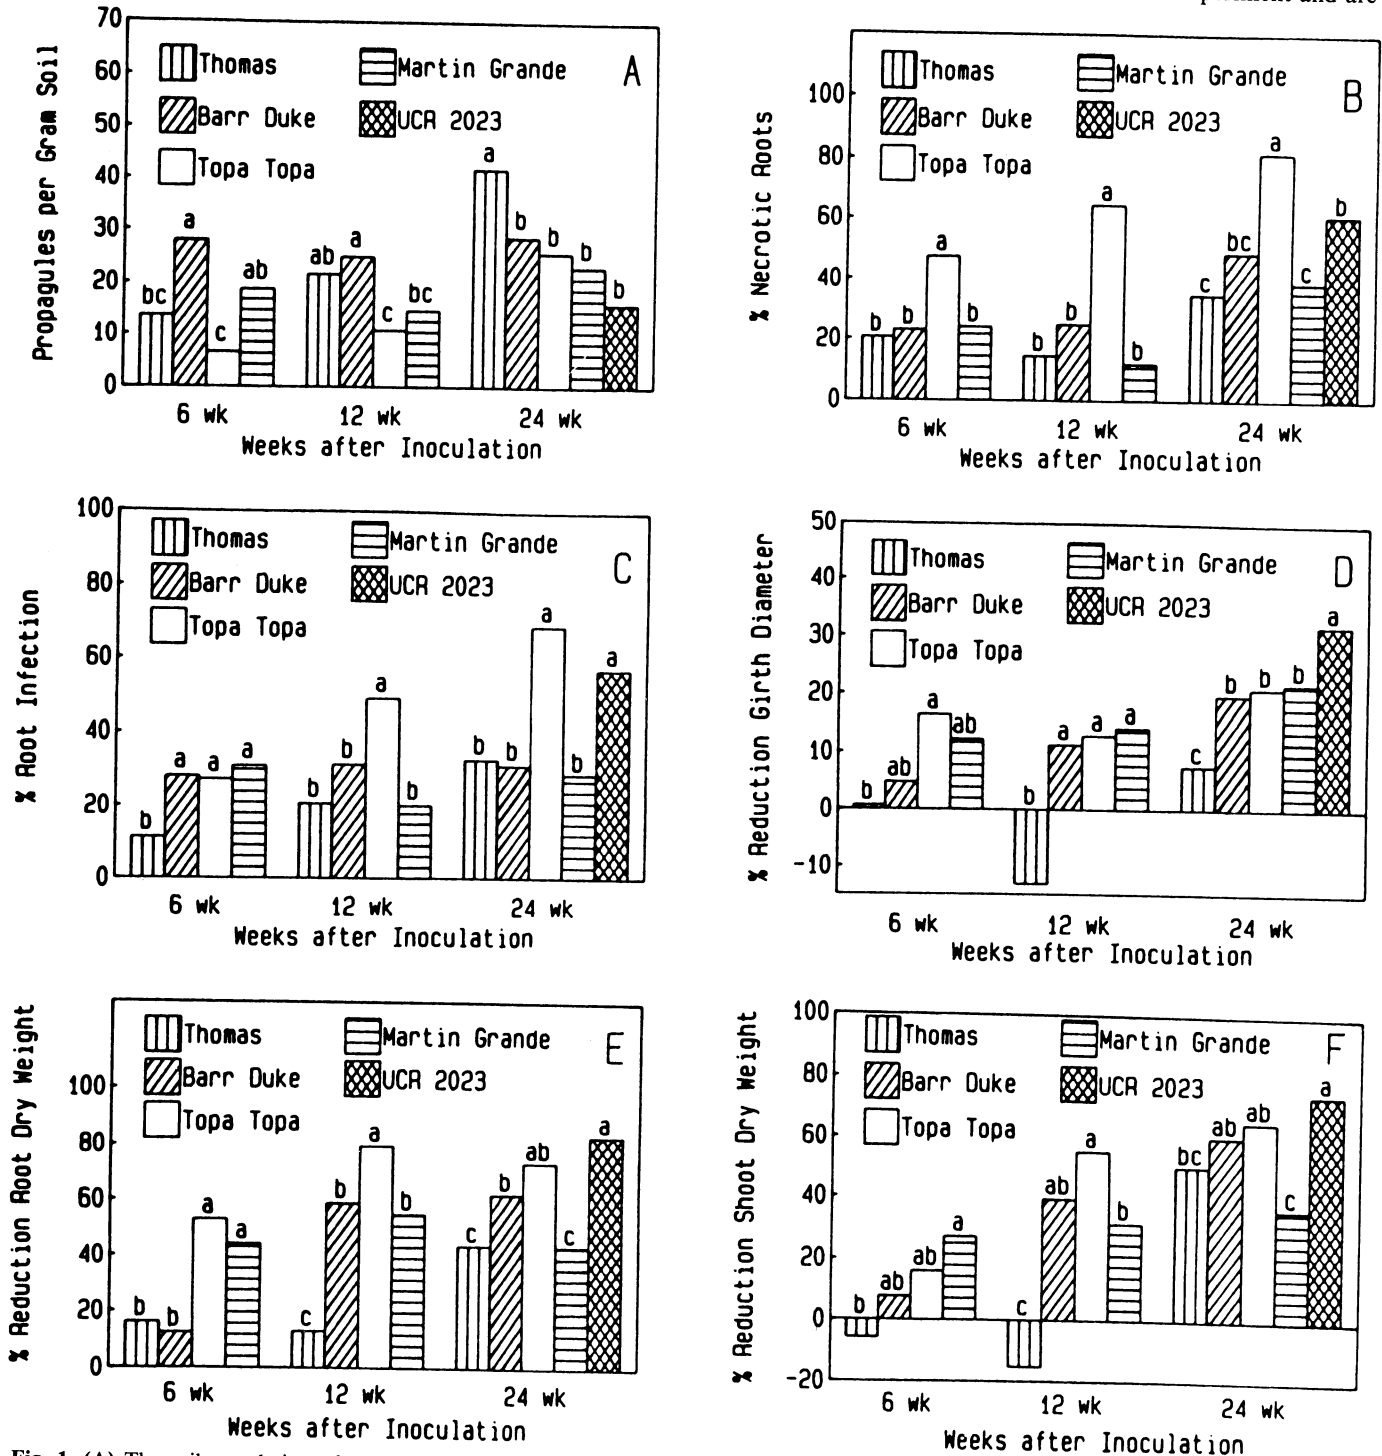 and are
70
60
50
40
30
20
10
0
Propagules per Gram Soil
Thomas
Barr Duke
Topa Topa
Martin Grande
UCR 2023
A
bc a c ab
ab a c bc
a b b b b
6 wk 12 wk 24 wk
Weeks after Inoculation
100
80
60
40
20
0
% Necrotic Roots
Thomas
Barr Duke
Topa Topa
Martin Grande
UCR 2023
B
b b a b
b b a b
c bc a c b
6 wk 12 wk 24 wk
Weeks after Inoculation
100
80
60
40
20
0
% Root Infection
Thomas
Barr Duke
Topa Topa
Martin Grande
UCR 2023
C
b a a a
b b a b
b b a b a
6 wk 12 wk 24 wk
Weeks after Inoculation
50
40
30
20
10
0
-10
% Reduction Girth Diameter
Thomas
Barr Duke
Topa Topa
Martin Grande
UCR 2023
D
b ab a ab
b a a a
c b b b a
6 wk 12 wk 24 wk
Weeks after Inoculation
100
80
60
40
20
0
% Reduction Root Dry Weight
Thomas
Barr Duke
Topa Topa
Martin Grande
UCR 2023
E
b b a a
c b a b
c b ab c a
6 wk 12 wk 24 wk
Weeks after Inoculation
100
80
60
40
20
0
-20
% Reduction Shoot Dry Weight
Thomas
Barr Duke
Topa Topa
Martin Grande
UCR 2023
F
b ab ab a
c ab a b
bc ab ab c a
6 wk 12 wk 24 wk
Weeks after Inoculation
Fig. 1. (A) The